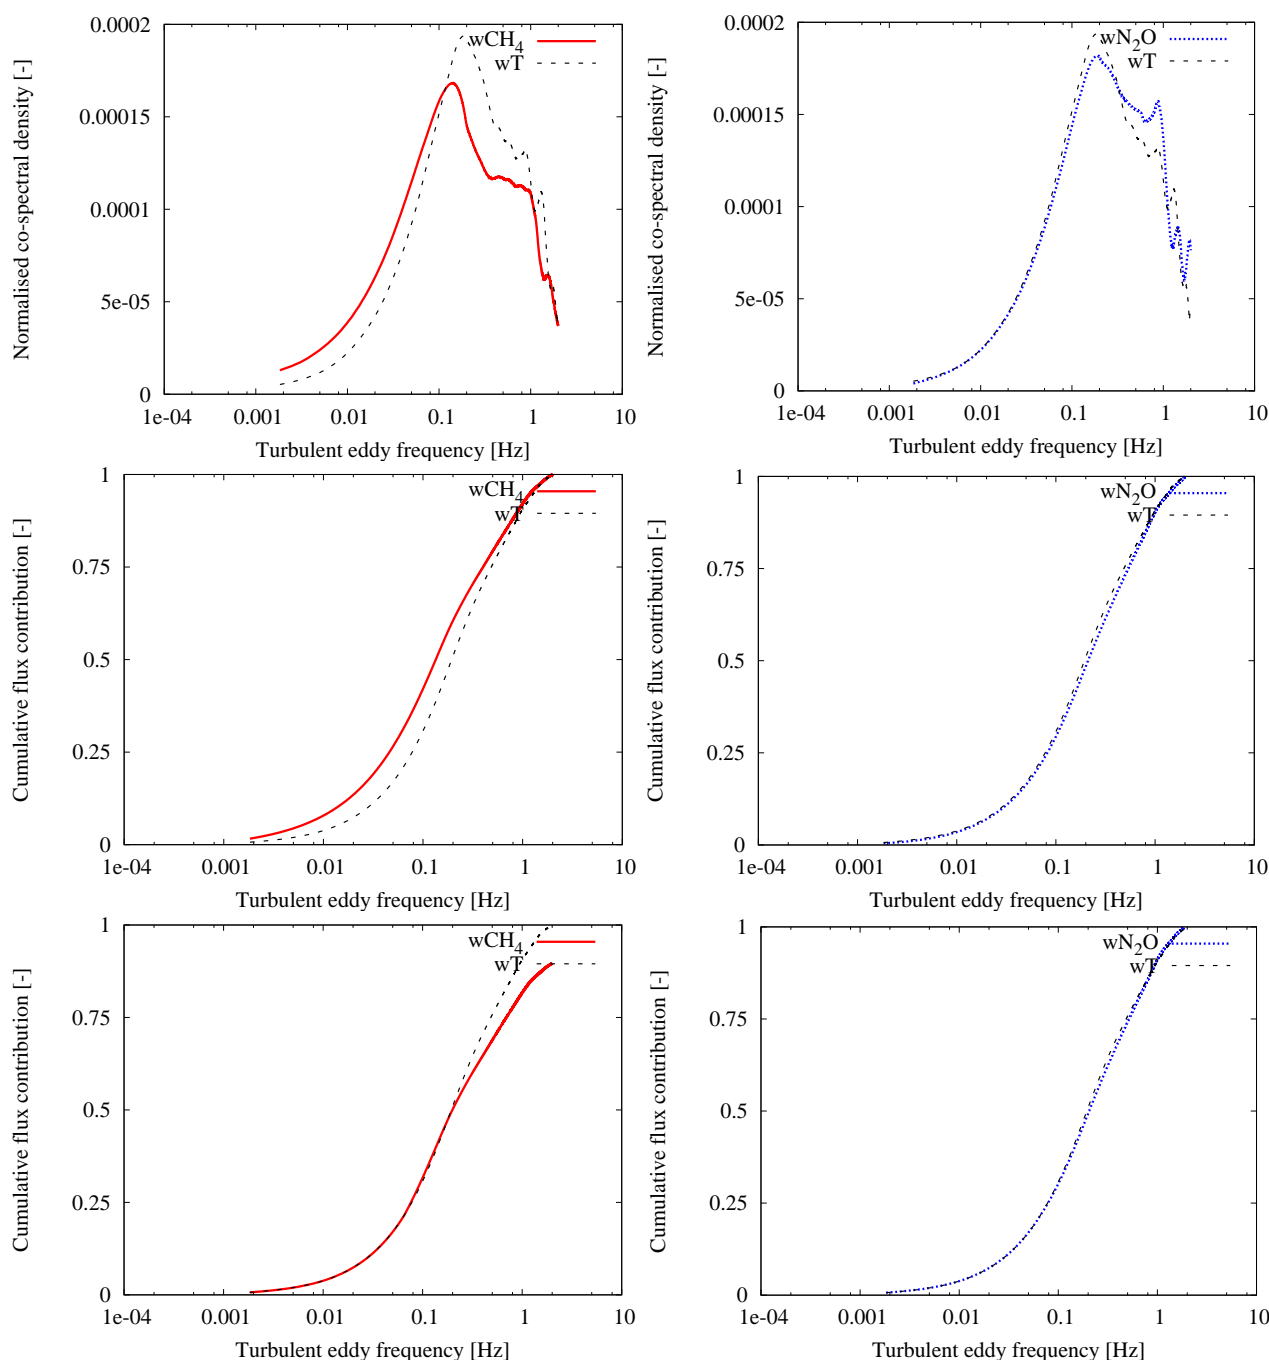 Normalised co-spectral density [-]
0.0002
0.00015
0.0001
5e-05
0
1e-04 0.001 0.01 0.1 1 10
Turbulent eddy frequency [Hz]
wCH4
wT
Normalised co-spectral density [-]
0.0002
0.00015
0.0001
5e-05
0
1e-04 0.001 0.01 0.1 1 10
Turbulent eddy frequency [Hz]
wN2O
wT
Cumulative flux contribution [-]
1
0.75
0.5
0.25
0
1e-04 0.001 0.01 0.1 1 10
Turbulent eddy frequency [Hz]
wCH4
wT
Cumulative flux contribution [-]
1
0.75
0.5
0.25
0
1e-04 0.001 0.01 0.1 1 10
Turbulent eddy frequency [Hz]
wN2O
wT
Cumulative flux contribution [-]
1
0.75
0.5
0.25
0
1e-04 0.001 0.01 0.1 1 10
Turbulent eddy frequency [Hz]
wCH4
wT
Cumulative flux contribution [-]
1
0.75
0.5
0.25
0
1e-04 0.001 0.01 0.1 1 10
Turbulent eddy frequency [Hz]
wN2O
wT